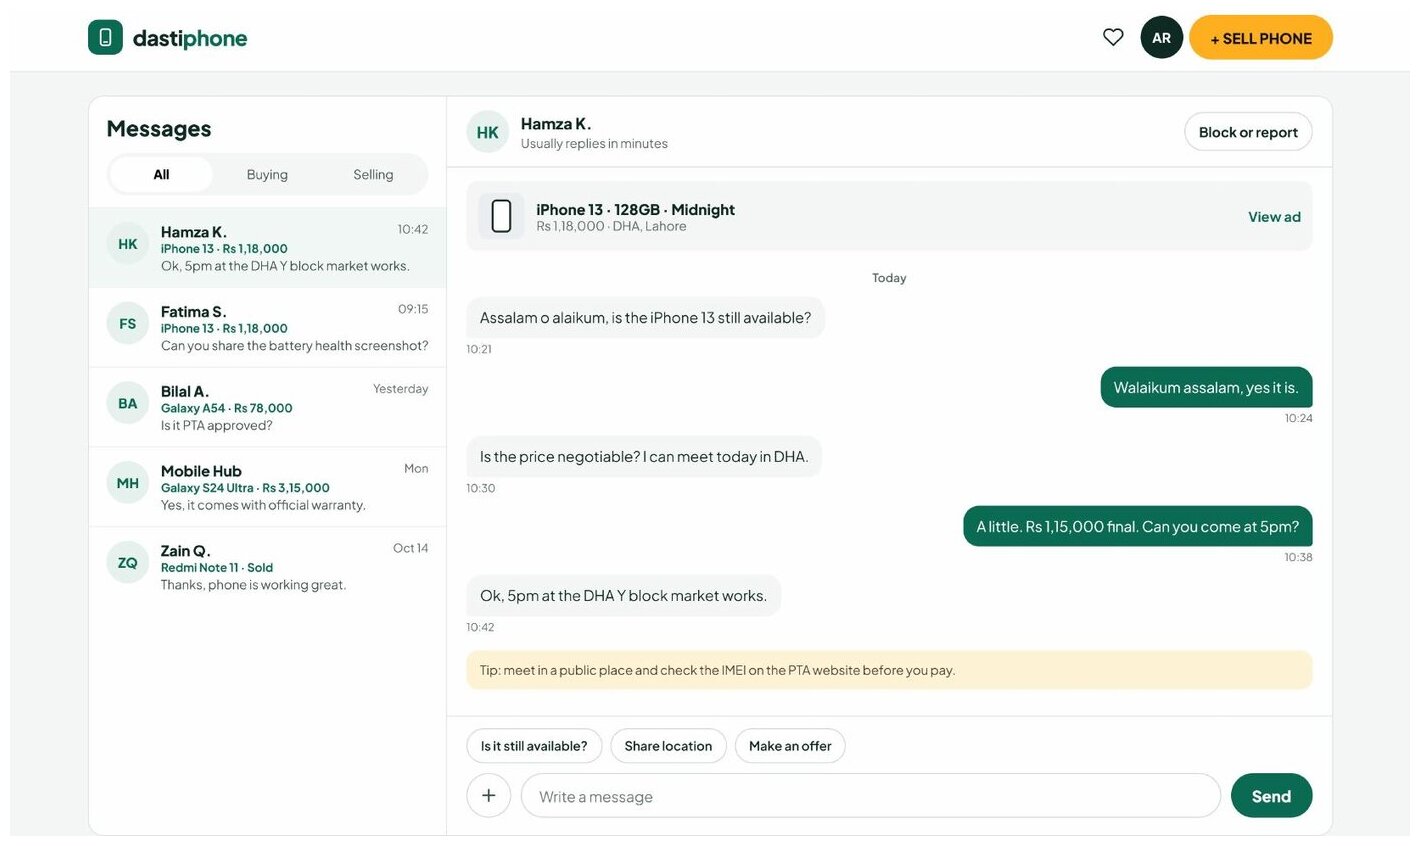 dastiphone
AR
+ SELL PHONE
Messages
All
Buying
Selling
HK
Hamza K.
10:42
iPhone 13 · Rs 1,18,000
Ok, 5pm at the DHA Y block market works.
FS
Fatima S.
09:15
iPhone 13 · Rs 1,18,000
Can you share the battery health screenshot?
BA
Bilal A.
Yesterday
Galaxy A54 · Rs 78,000
Is it PTA approved?
MH
Mobile Hub
Mon
Galaxy S24 Ultra · Rs 3,15,000
Yes, it comes with official warranty.
ZQ
Zain Q.
Oct 14
Redmi Note 11 · Sold
Thanks, phone is working great.
HK
Hamza K.
Usually replies in minutes
Block or report
iPhone 13 · 128GB · Midnight
Rs 1,18,000 · DHA, Lahore
View ad
Today
Assalam o alaikum, is the iPhone 13 still available?
10:21
Walaikum assalam, yes it is.
10:24
Is the price negotiable? I can meet today in DHA.
10:30
A little. Rs 1,15,000 final. Can you come at 5pm?
10:38
Ok, 5pm at the DHA Y block market works.
10:42
Tip: meet in a public place and check the IMEI on the PTA website before you pay.
Is it still available?
Share location
Make an offer
+
Write a message
Send